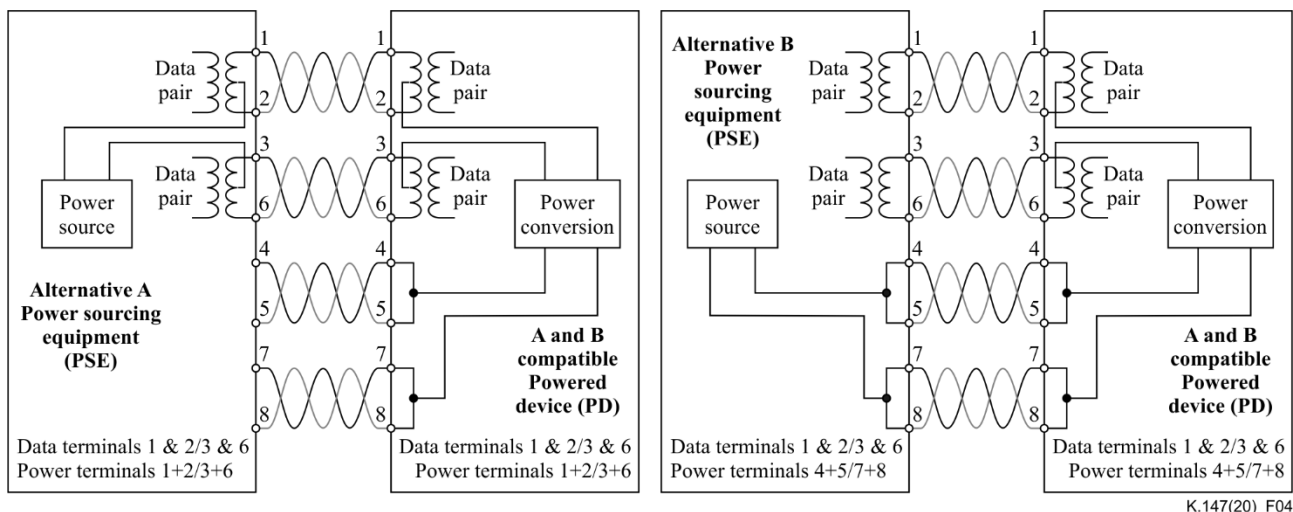 1
1
Data
pair
Data
pair
2
2
3
3
Power
source
Data
pair
Data
pair
Power
conversion
6
6
4
4
Alternative A
Power sourcing
equipment
(PSE)
5
5
A and B
compatible
Powered
device (PD)
7
7
8
8
Data terminals 1 & 2/3 & 6
Power terminals 1+2/3+6
Data terminals 1 & 2/3 & 6
Power terminals 1+2/3+6
Alternative B
Power
sourcing
equipment
(PSE)
1
1
Data
pair
Data
pair
2
2
3
3
Power
source
Data
pair
Data
pair
Power
conversion
6
6
4
4
5
5
A and B
compatible
Powered
device (PD)
7
7
8
8
Data terminals 1 & 2/3 & 6
Power terminals 4+5/7+8
Data terminals 1 & 2/3 & 6
Power terminals 4+5/7+8
K.147(20)_F04